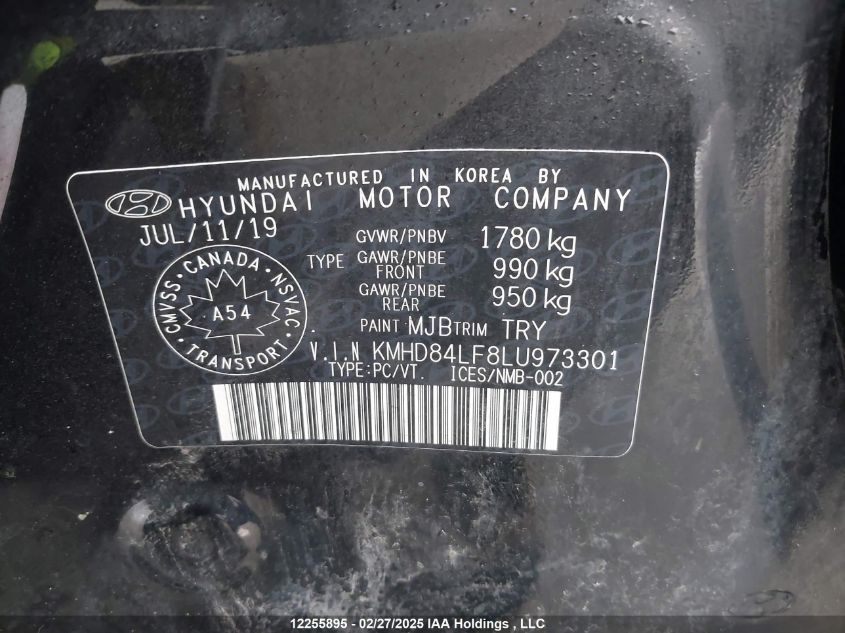 MANUFACTURED IN KOREA BY
HYUNDAI MOTOR COMPANY
JUL/11/19
GVWR/PNBV 1780 kg
TYPE GAWR/PNBE FRONT 990 kg
GAWR/PNBE REAR 950 kg
CANADA
CMVSS · NSVAC
A54
TRANSPORT
PAINT MJB TRIM TRY
V.I.N KMHD84LF8LU973301
TYPE:PC/VT. ICES/NMB-002
12255895 - 02/27/2025 IAA Holdings , LLC